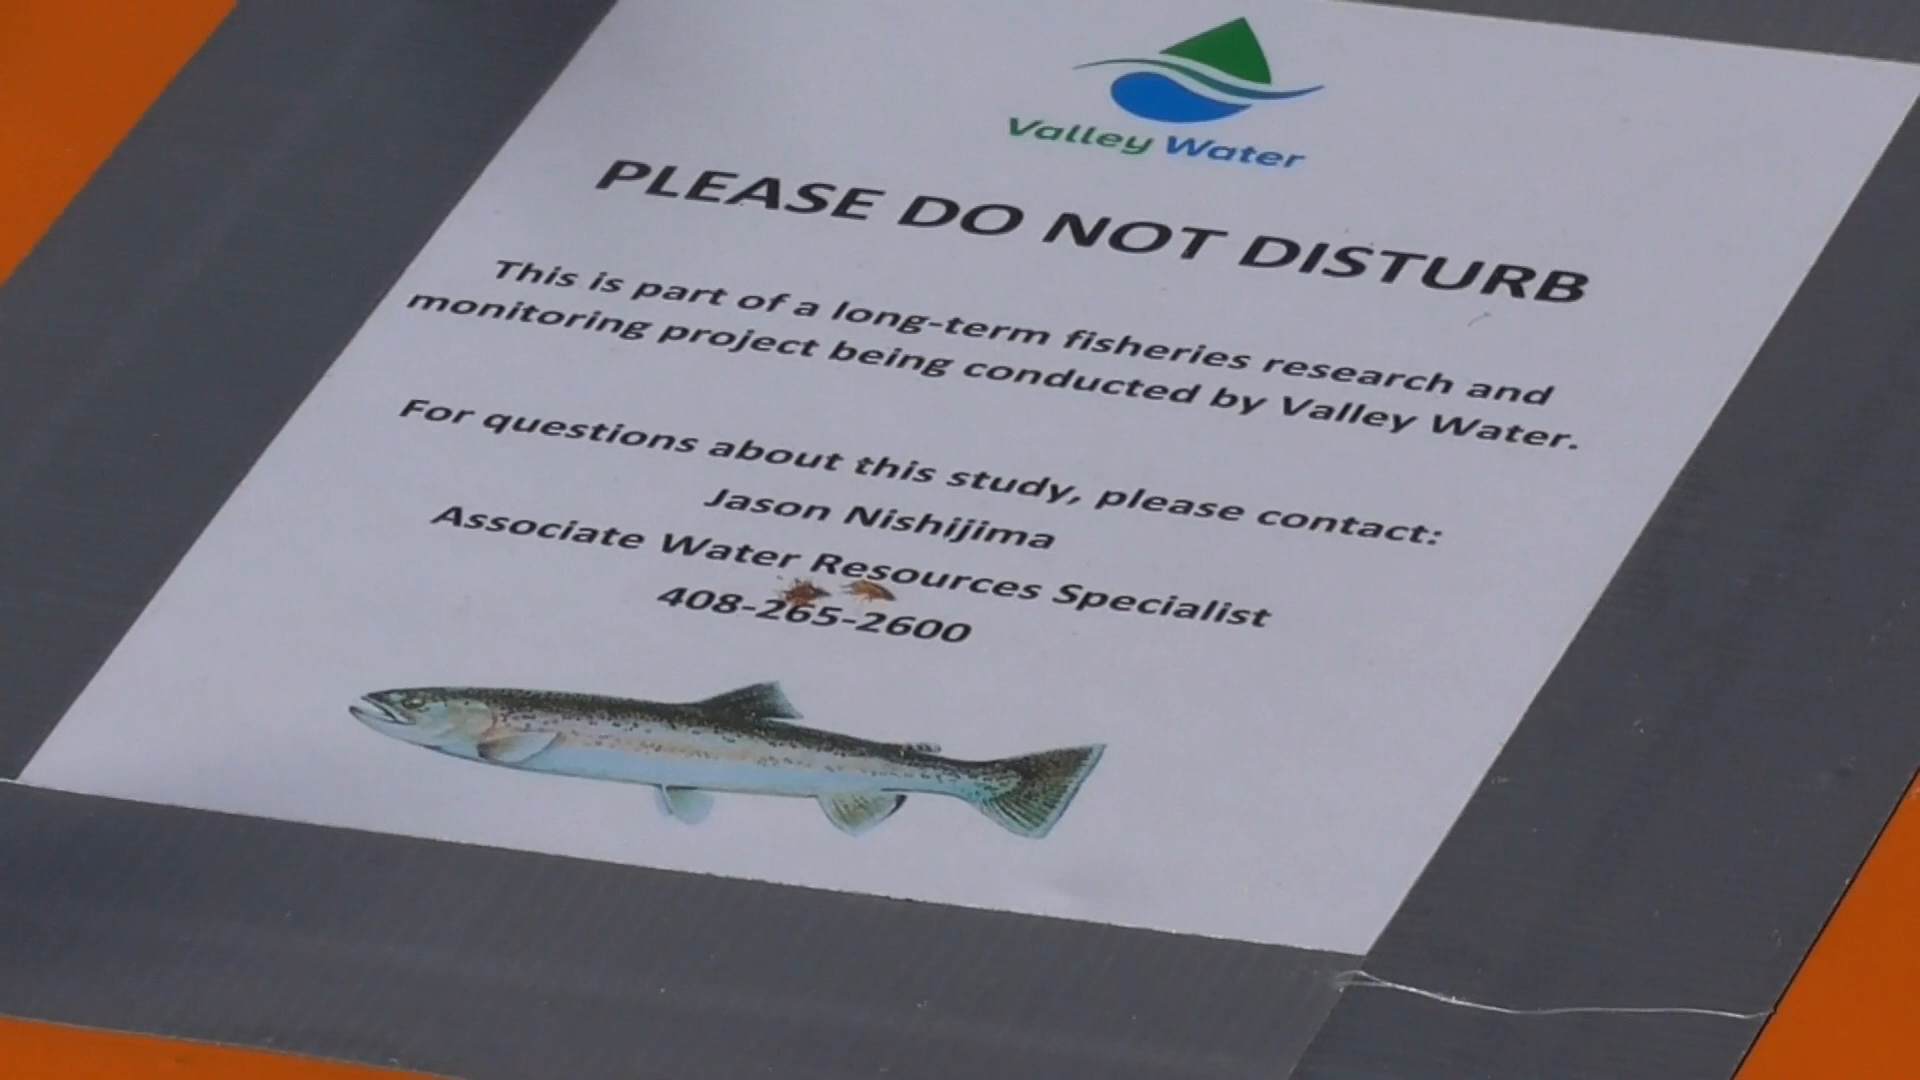 Valley Water
PLEASE DO NOT DISTURB
This is part of a long-term fisheries research and
monitoring project being conducted by Valley Water.
For questions about this study, please contact:
Jason Nishijima
Associate Water Resources Specialist
408-265-2600